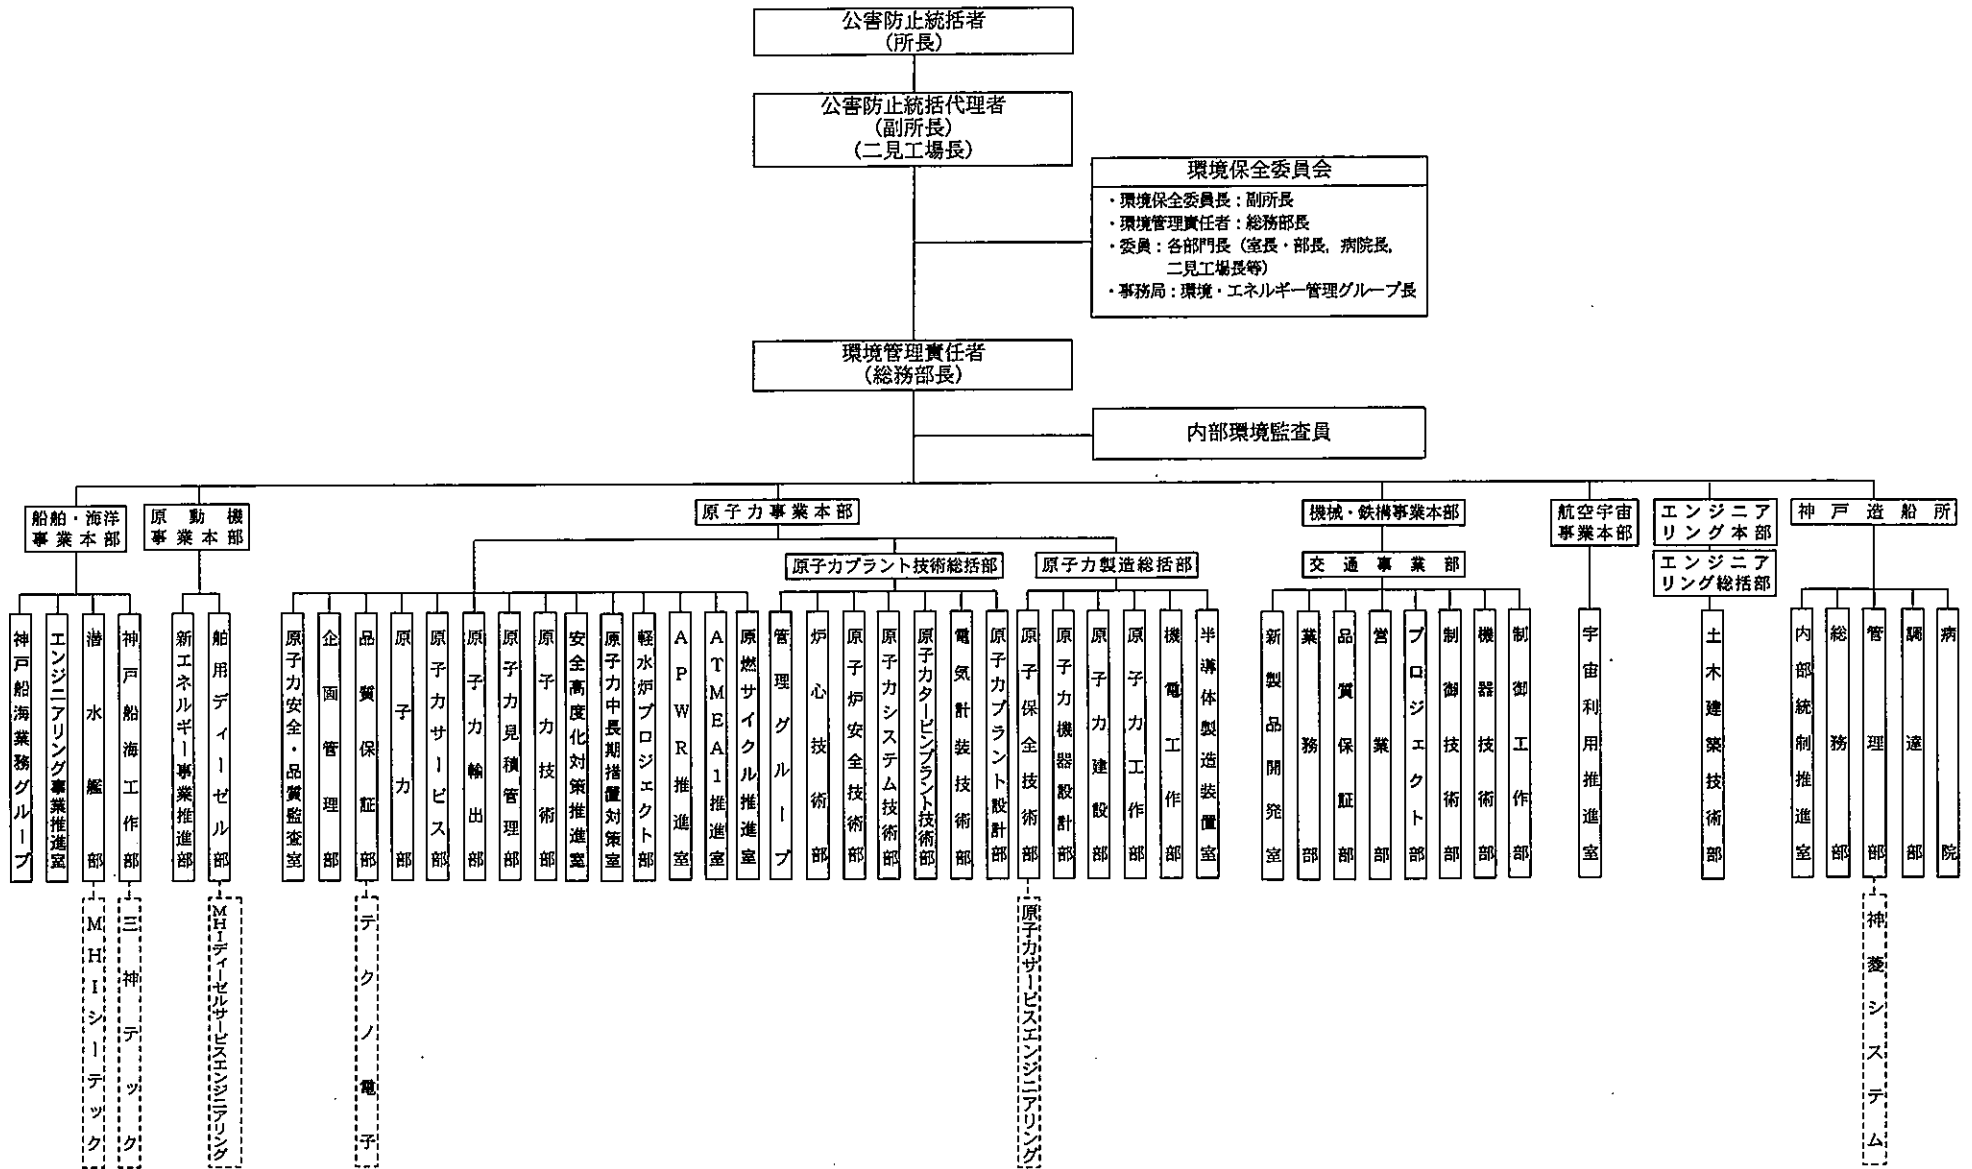 公害防止統括者
(所長)
公害防止統括代理者
(副所長)
(二見工場長)
環境保全委員会
・環境保全委員長：副所長
・環境管理責任者：総務部長
・委員：各部門長（室長・部長，病院長，
二見工場長等）
・事務局：環境・エネルギー管理グループ長
環境管理責任者
(総務部長)
内部環境監査員
船舶・海洋
事業本部
原動機
事業本部
原子力事業本部
機械・鉄構事業本部
航空宇宙
事業本部
エンジニア
リング本部
神戸造船所
原子力プラント技術総括部
原子力製造総括部
交通事業部
エンジニア
リング総括部
神戸船海業務グループ
エンジニアリング事業推進室
潜水艦部
神戸船海工作部
新エネルギー事業推進部
舶用ディーゼル部
原子力安全・品質監査室
企画管理部
品質保証部
原子力部
原子力サービス部
原子力輸出部
原子力見積管理部
原子力技術部
安全高度化対策推進室
原子力中長期措置対策室
軽水炉プロジェクト部
APWR推進室
ATMEA1推進室
原燃サイクル推進室
管理グループ
炉心技術部
原子炉安全技術部
原子力システム技術部
原子力タービンプラント技術部
電気計装技術部
原子力プラント設計部
原子力保全技術部
原子力機器設計部
原子力建設部
原子力工作部
機電工作部
半導体製造装置室
新製品開発室
業務部
品質保証部
営業部
プロジェクト部
制御技術部
機器技術部
制御工作部
宇宙利用推進室
土木建築技術部
内部統制推進室
総務部
管理部
調達部
病院
MHIシーテック
三神テック
MHIディーゼルサービスエンジニアリング
テクノ電子
原子力サービスエンジニアリング
神菱システム